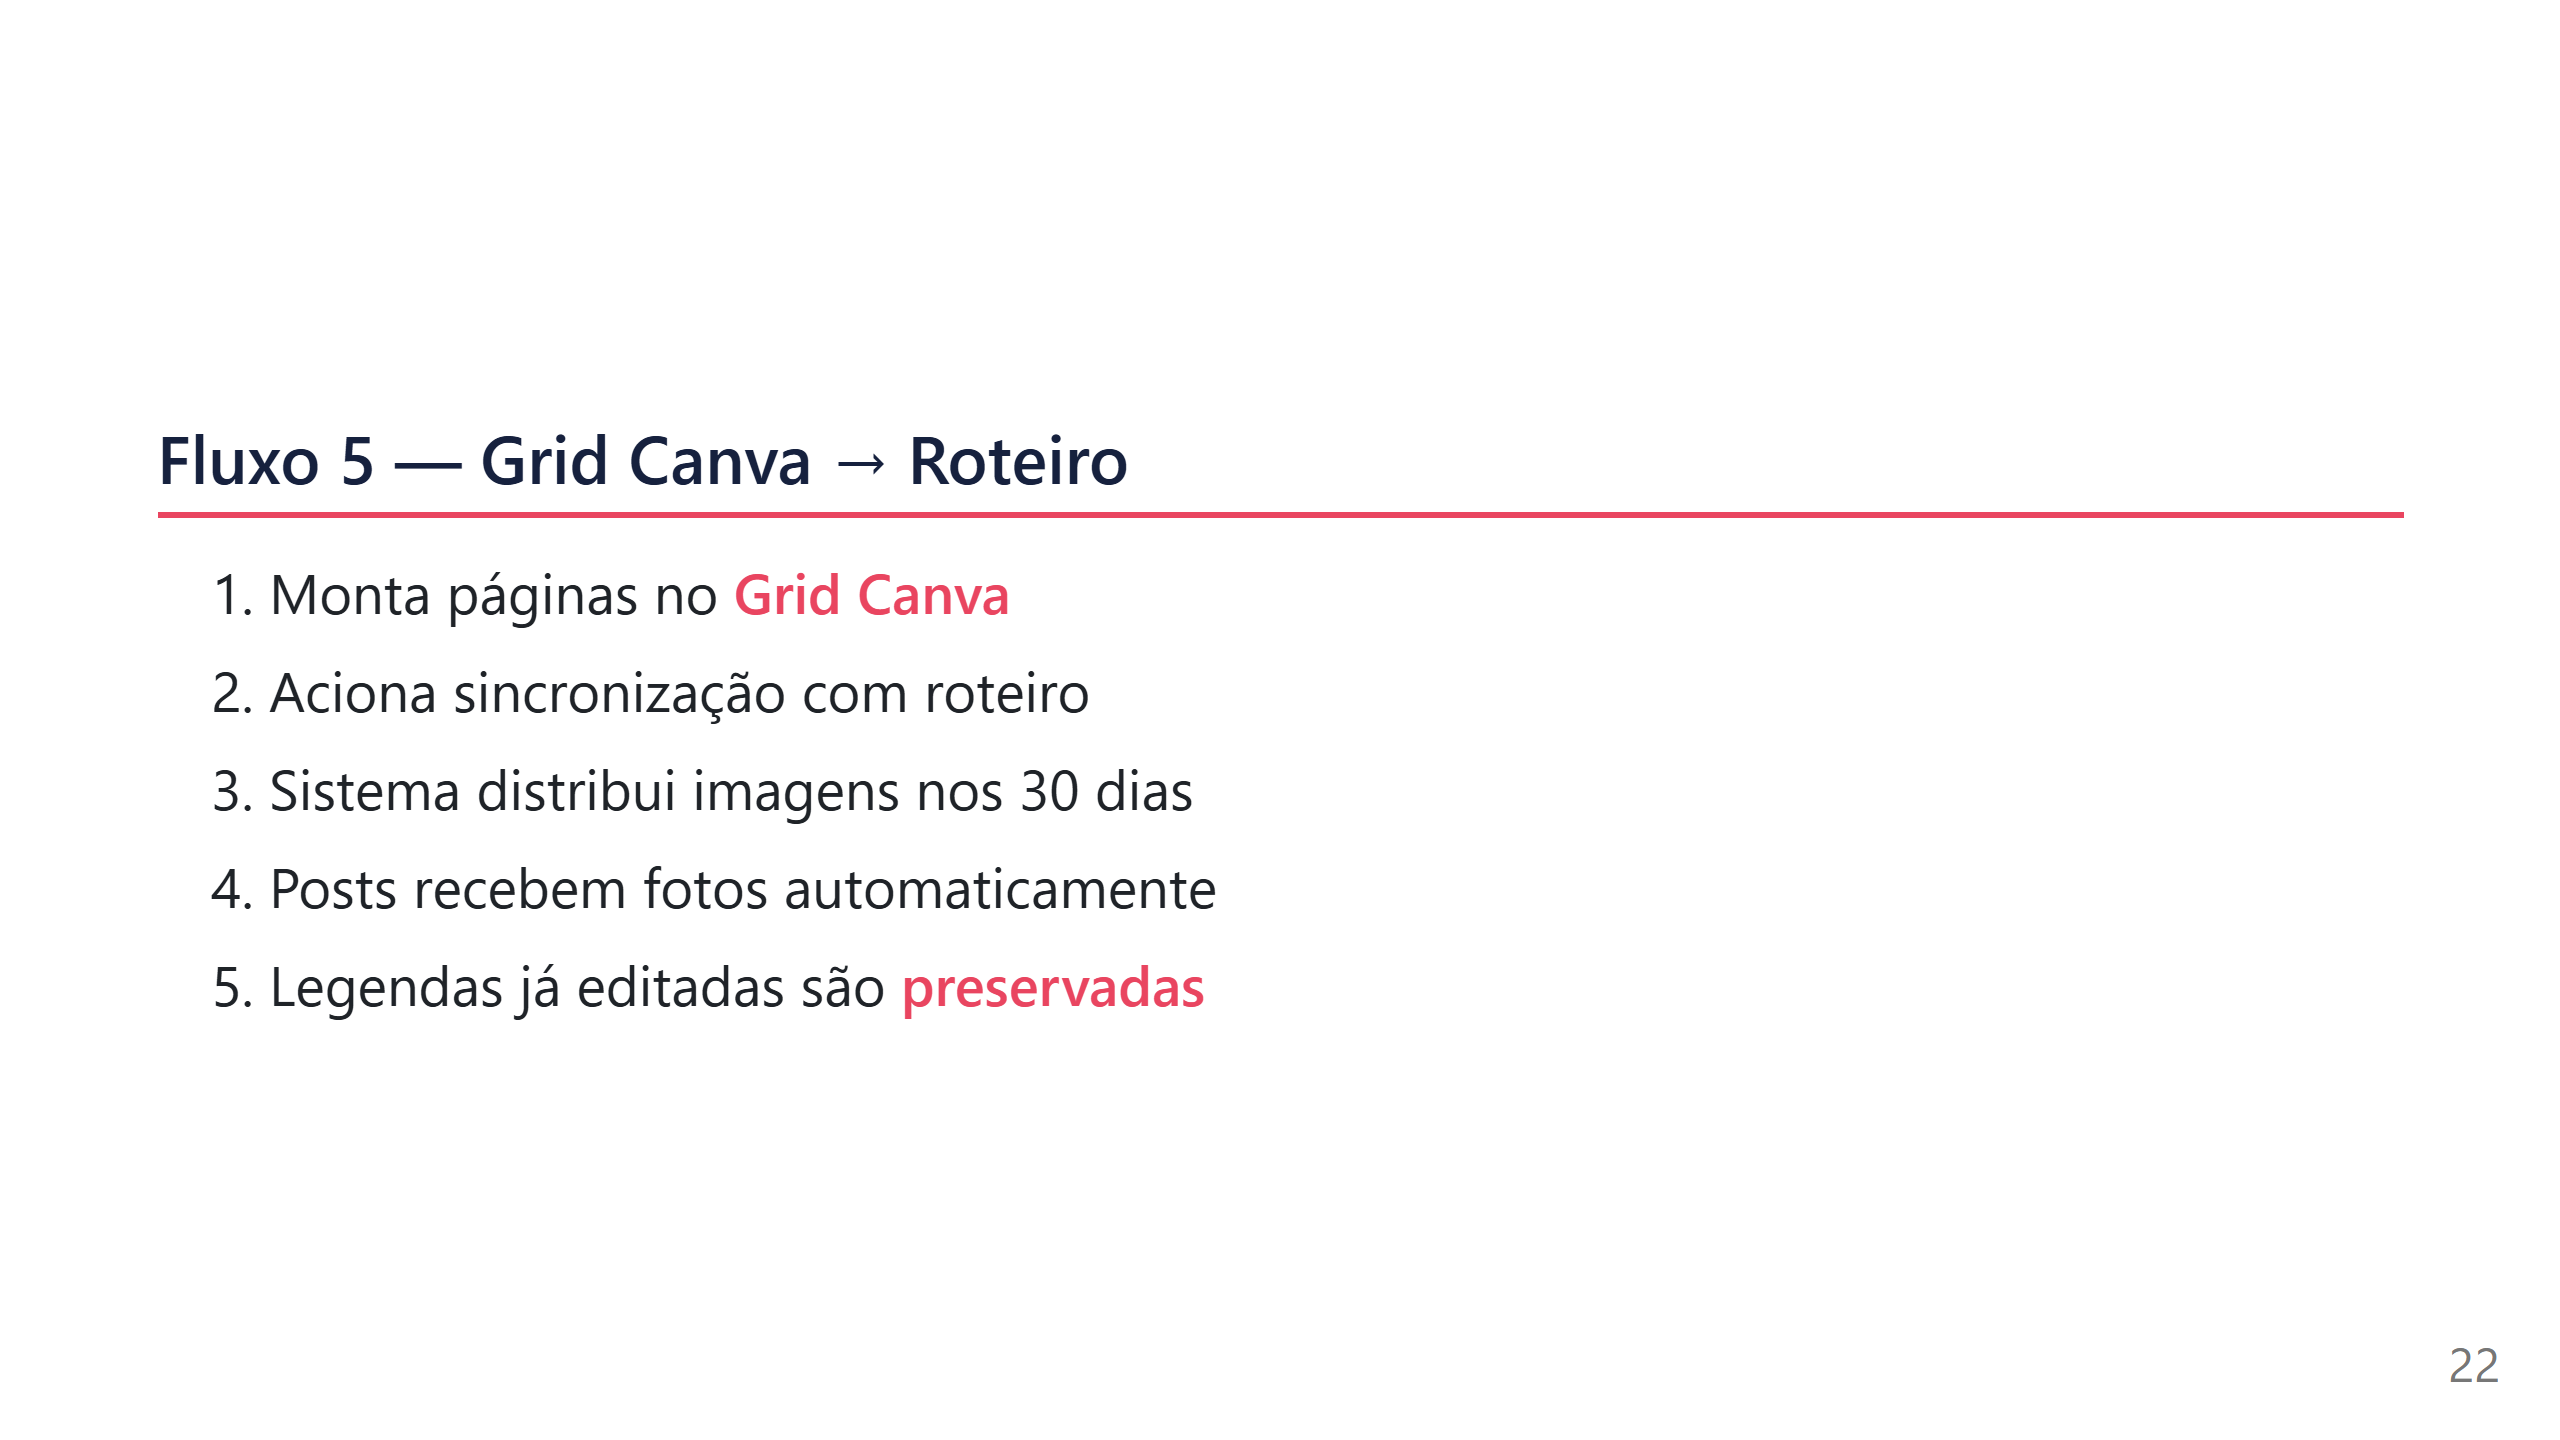 Fluxo 5 — Grid Canva → Roteiro
1. Monta páginas no Grid Canva
2. Aciona sincronização com roteiro
3. Sistema distribui imagens nos 30 dias
4. Posts recebem fotos automaticamente
5. Legendas já editadas são preservadas
22